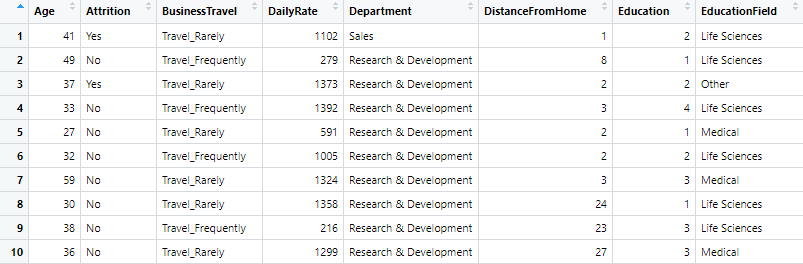 Age Attrition BusinessTravel DailyRate Department DistanceFromHome Education EducationField
1 41 Yes Travel_Rarely 1102 Sales 1 2 Life Sciences
2 49 No Travel_Frequently 279 Research & Development 8 1 Life Sciences
3 37 Yes Travel_Rarely 1373 Research & Development 2 2 Other
4 33 No Travel_Frequently 1392 Research & Development 3 4 Life Sciences
5 27 No Travel_Rarely 591 Research & Development 2 1 Medical
6 32 No Travel_Frequently 1005 Research & Development 2 2 Life Sciences
7 59 No Travel_Rarely 1324 Research & Development 3 3 Medical
8 30 No Travel_Rarely 1358 Research & Development 24 1 Life Sciences
9 38 No Travel_Frequently 216 Research & Development 23 3 Life Sciences
10 36 No Travel_Rarely 1299 Research & Development 27 3 Medical